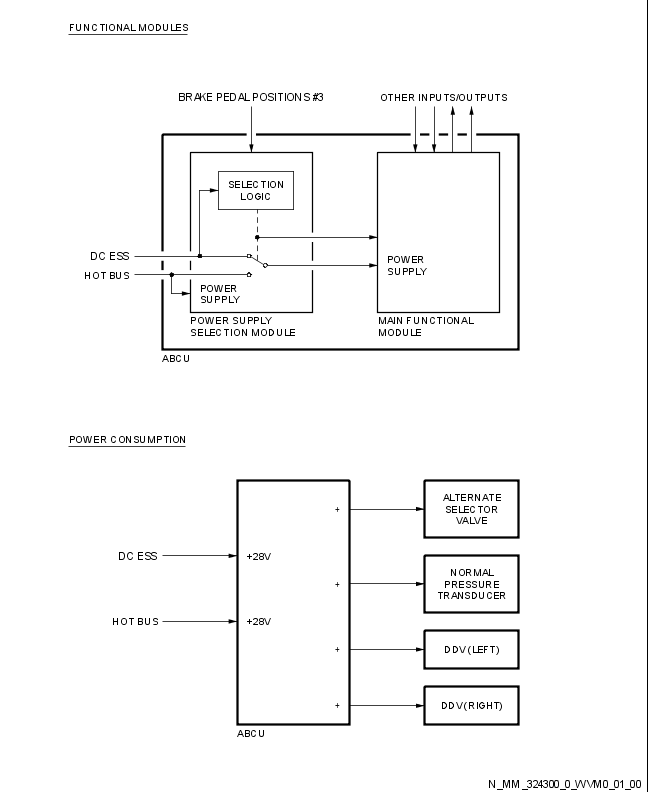 FUNCTIONAL MODULES
BRAKE PEDAL POSITIONS #3
OTHER INPUTS/OUTPUTS
SELECTION
LOGIC
DC ESS
HOT BUS
POWER
SUPPLY
POWER
SUPPLY
POWER SUPPLY
SELECTION MODULE
MAIN FUNCTIONAL
MODULE
ABCU
POWER CONSUMPTION
ALTERNATE
SELECTOR
VALVE
+
DC ESS
+28V
NORMAL
PRESSURE
TRANSDUCER
+
HOT BUS
+28V
+
DDV (LEFT)
+
DDV (RIGHT)
ABCU
N_MM_324300_0_WVM0_01_00